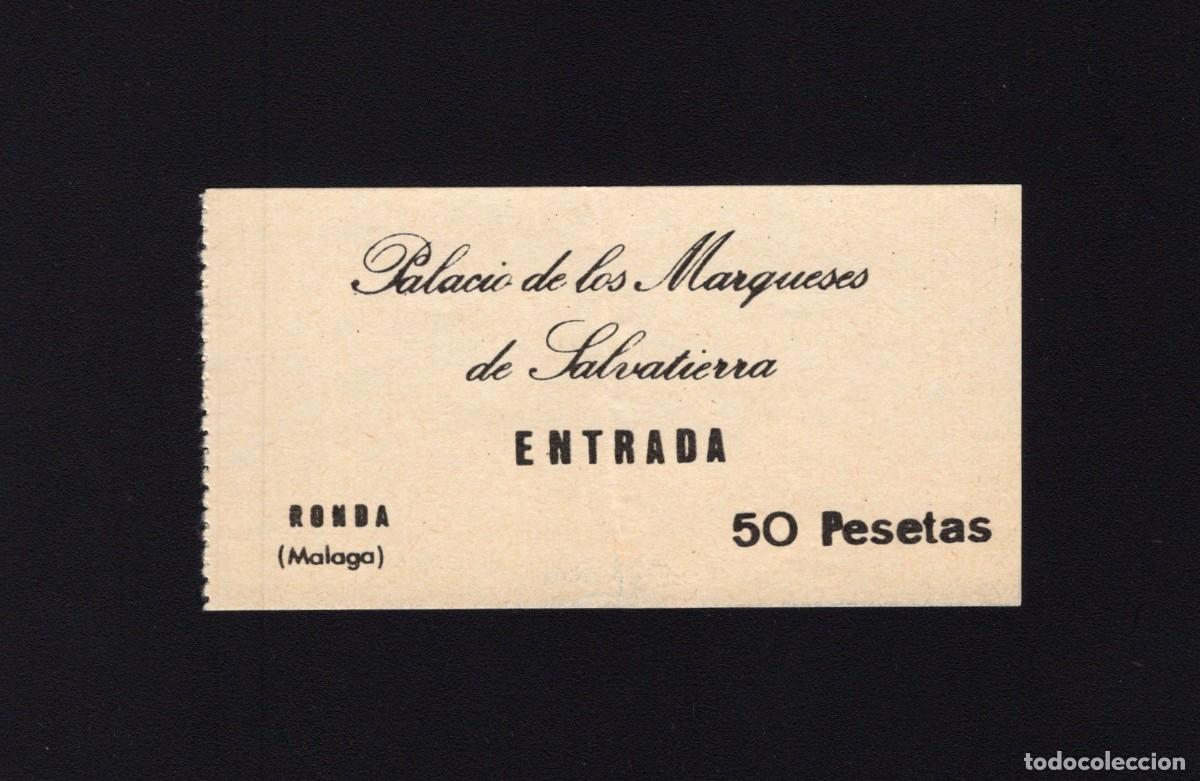 Palacio de los Marqueses
de Salvatierra
ENTRADA
RONDA
(Malaga)
50 Pesetas
todocoleccion